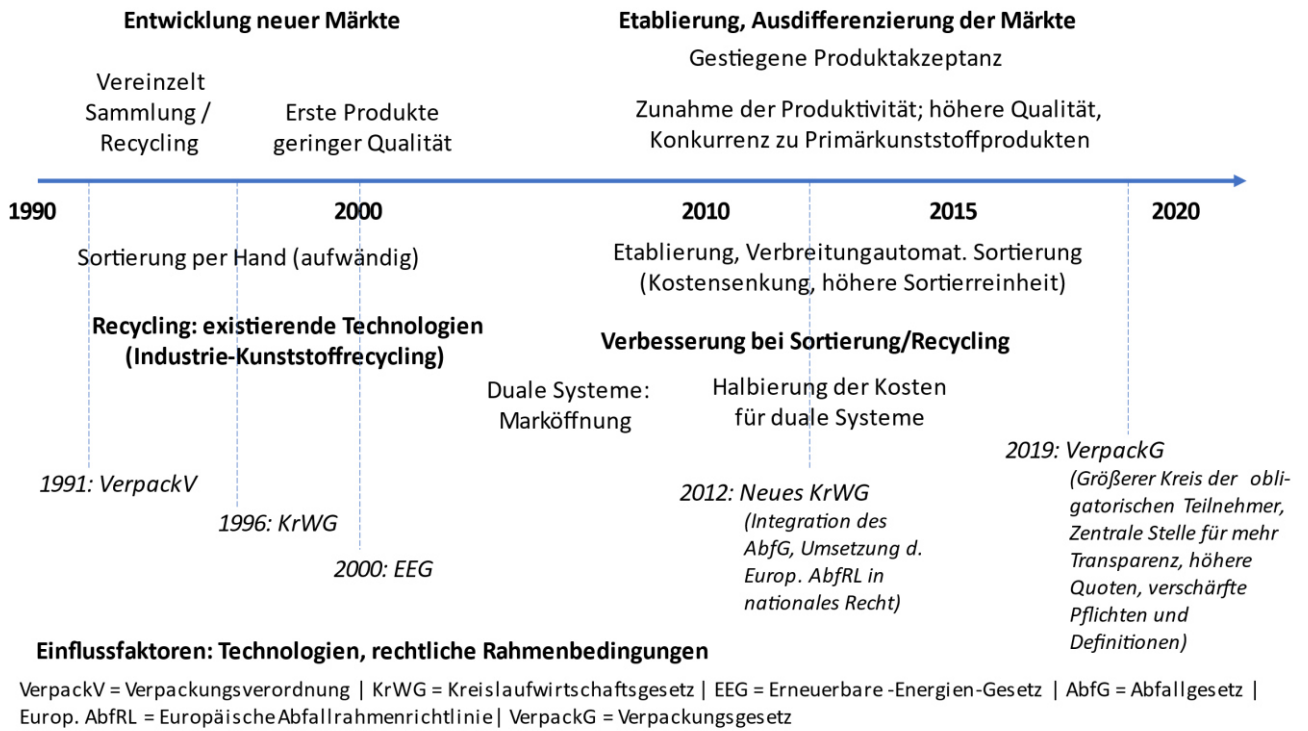 Entwicklung neuer Märkte
Etablierung, Ausdifferenzierung der Märkte
Gestiegene Produktakzeptanz
Vereinzelt
Sammlung /
Recycling
Erste Produkte
geringer Qualität
Zunahme der Produktivität; höhere Qualität,
Konkurrenz zu Primärkunststoffprodukten
1990 2000 2010 2015 2020
Sortierung per Hand (aufwändig)
Etablierung, Verbreitungautomat. Sortierung
(Kostensenkung, höhere Sortierreinheit)
Recycling: existierende Technologien
(Industrie-Kunststoffrecycling)
Verbesserung bei Sortierung/Recycling
Duale Systeme:
Marköffnung
Halbierung der Kosten
für duale Systeme
1991: VerpackV
1996: KrWG
2000: EEG
2012: Neues KrWG
(Integration des
AbfG, Umsetzung d.
Europ. AbfRL in
nationales Recht)
2019: VerpackG
(Größerer Kreis der obli-
gatorischen Teilnehmer,
Zentrale Stelle für mehr
Transparenz, höhere
Quoten, verschärfte
Pflichten und
Definitionen)
Einflussfaktoren: Technologien, rechtliche Rahmenbedingungen
VerpackV = Verpackungsverordnung | KrWG = Kreislaufwirtschaftsgesetz | EEG = Erneuerbare -Energien-Gesetz | AbfG = Abfallgesetz |
Europ. AbfRL = EuropäischeAbfallrahmenrichtlinie| VerpackG = Verpackungsgesetz